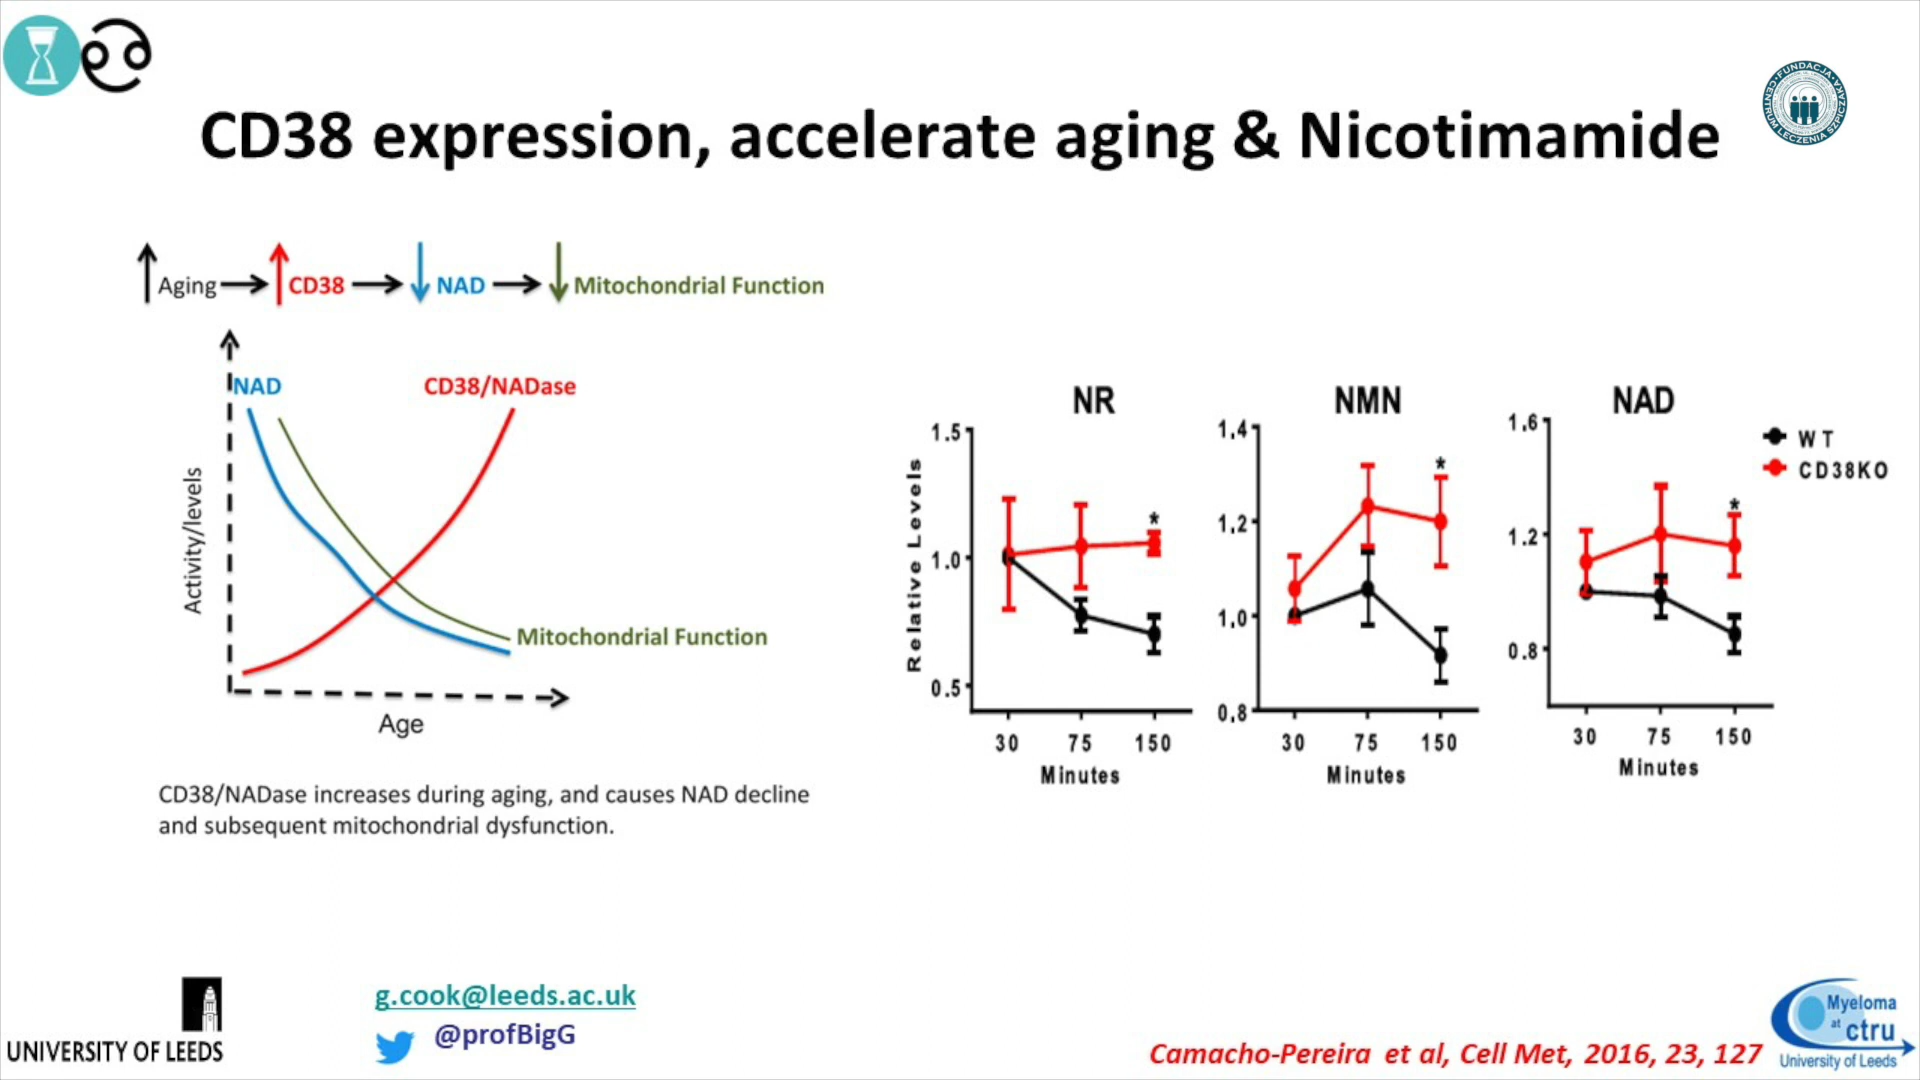 FUNDACJA
CENTRUM LECZENIA SZPICZAKA
CD38 expression, accelerate aging & Nicotimamide
Aging CD38 NAD Mitochondrial Function
NAD
CD38/NADase
Activity/levels
Mitochondrial Function
Age
CD38/NADase increases during aging, and causes NAD decline
and subsequent mitochondrial dysfunction.
NR
Relative Levels
1.5
1.0
0.5
*
30 75 150
Minutes
NMN
1.4
1.2
1.0
0.8
*
30 75 150
Minutes
NAD
1.6
1.2
0.8
*
30 75 150
Minutes
WT
CD38KO
UNIVERSITY OF LEEDS
g.cook@leeds.ac.uk
@profBigG
Camacho-Pereira et al, Cell Met, 2016, 23, 127
Myeloma
at
ctru
University of Leeds